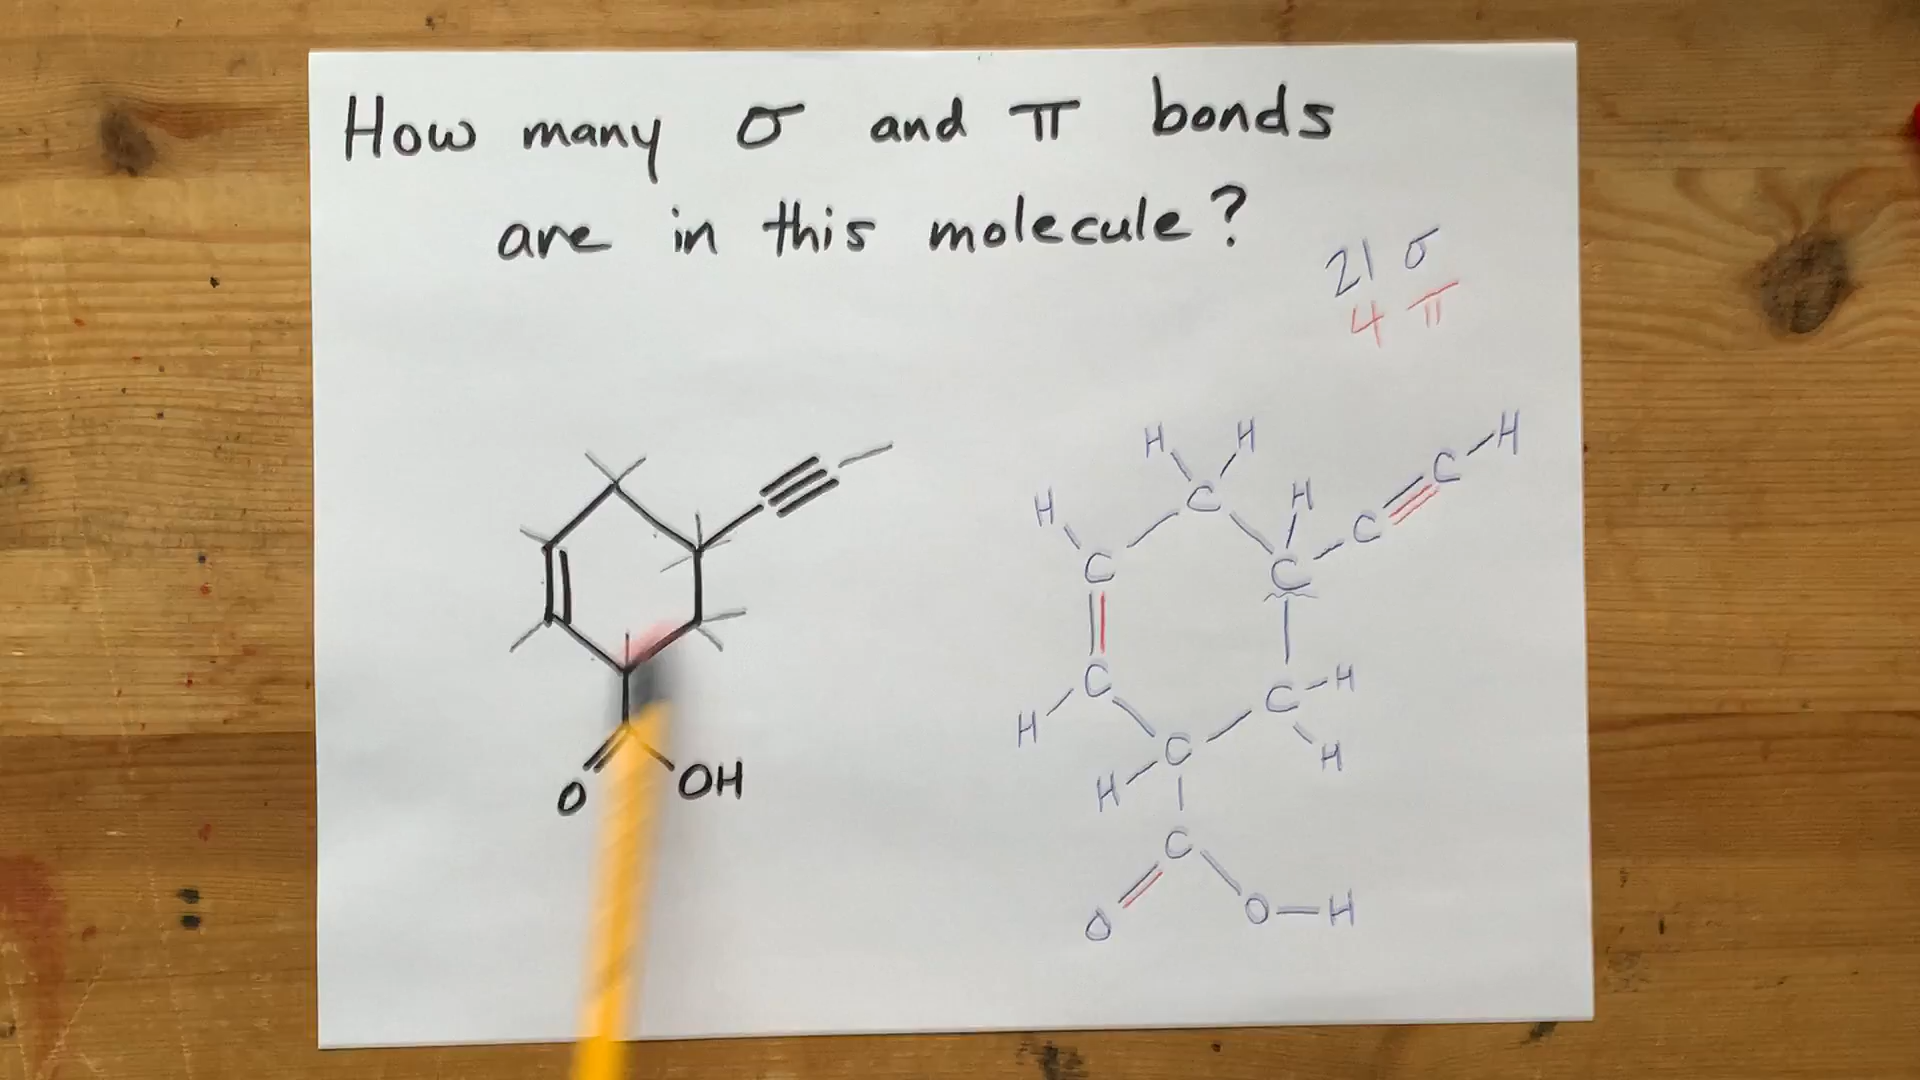 How many σ and π bonds
are in this molecule?
21 σ
4 π
O OH
H H
H H C H
C C C≡C
C C H
H C H
H H
C
O O—H